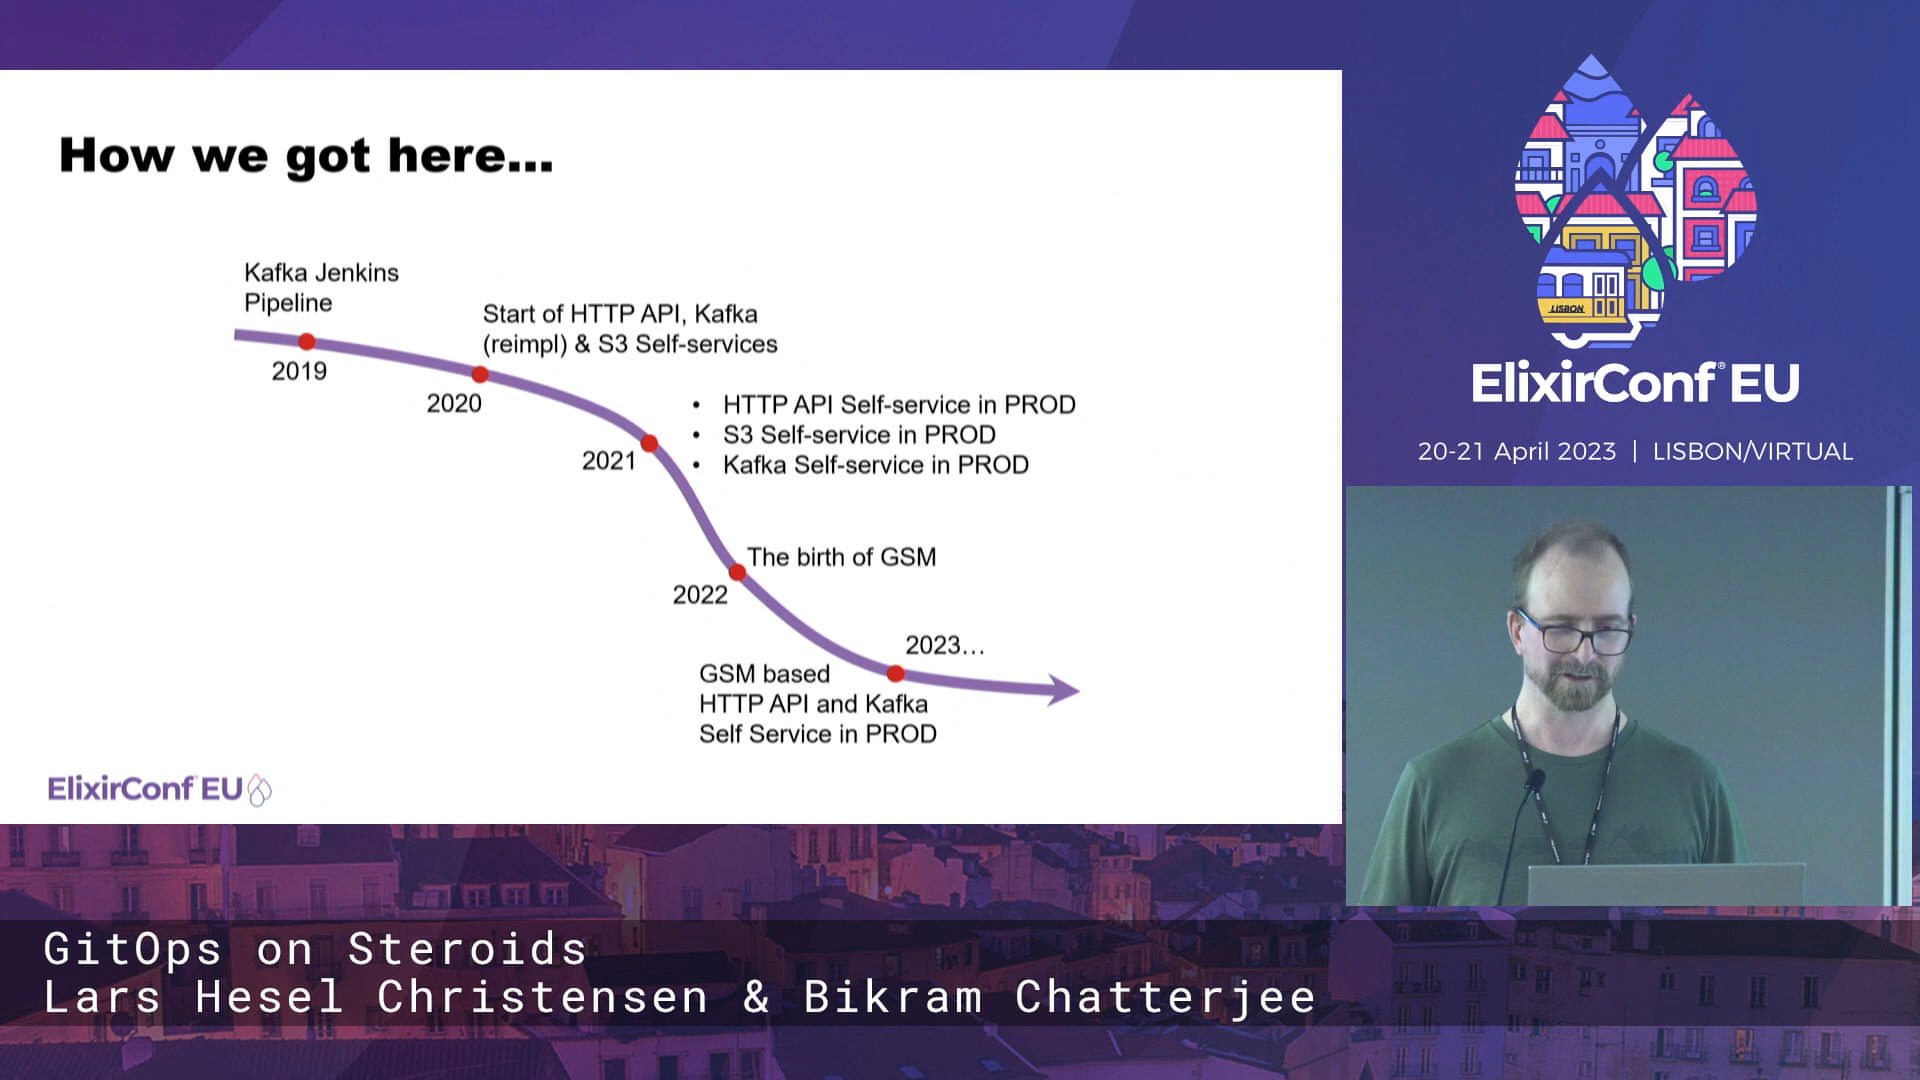 How we got here...
Kafka Jenkins
Pipeline
2019
Start of HTTP API, Kafka
(reimpl) & S3 Self-services
2020
• HTTP API Self-service in PROD
• S3 Self-service in PROD
• Kafka Self-service in PROD
2021
The birth of GSM
2022
2023...
GSM based
HTTP API and Kafka
Self Service in PROD
ElixirConf EU
LISBON
ElixirConf® EU
20-21 April 2023 | LISBON/VIRTUAL
GitOps on Steroids
Lars Hesel Christensen & Bikram Chatterjee